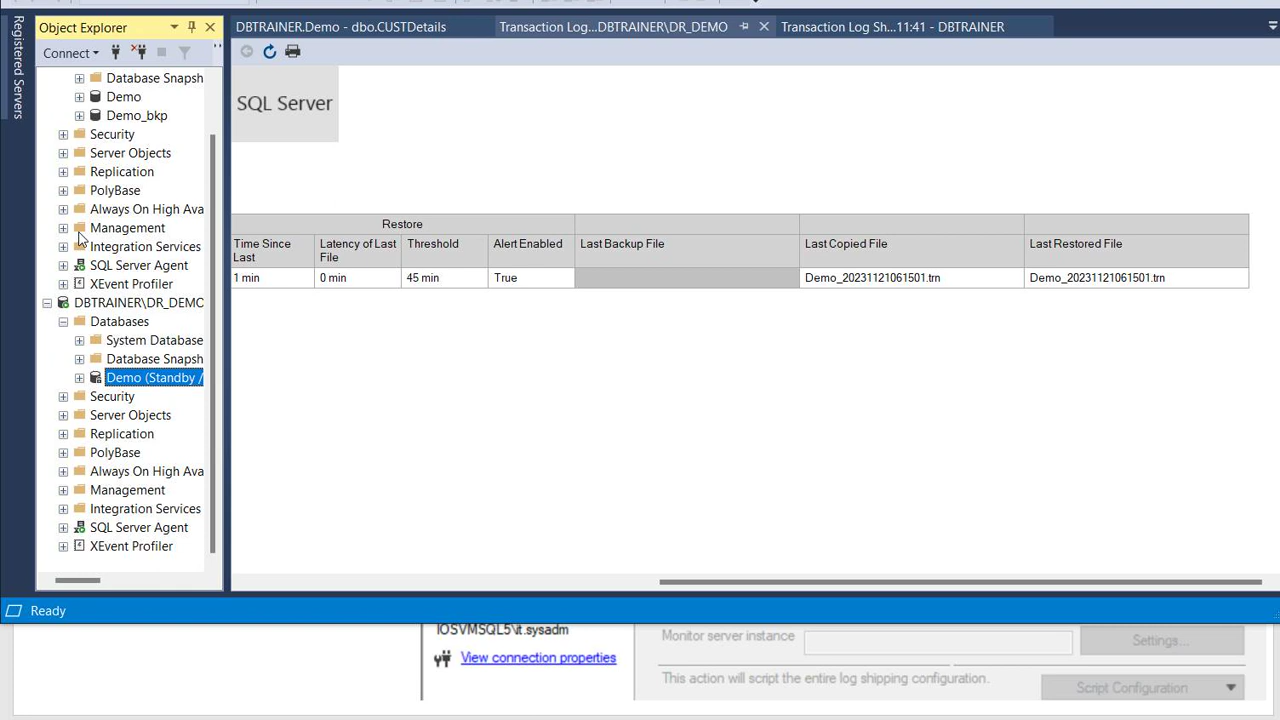 Registered Servers
Object Explorer
Connect
Database Snapsh
Demo
Demo_bkp
Security
Server Objects
Replication
PolyBase
Always On High Ava
Management
Integration Services
SQL Server Agent
XEvent Profiler
DBTRAINER\DR_DEMO
Databases
System Database
Database Snapsh
Demo (Standby /
Security
Server Objects
Replication
PolyBase
Always On High Ava
Management
Integration Services
SQL Server Agent
XEvent Profiler
DBTRAINER.Demo - dbo.CUSTDetails
Transaction Log...DBTRAINER\DR_DEMO
Transaction Log Sh...11:41 - DBTRAINER
SQL Server
Restore
Time Since Last
Latency of Last File
Threshold
Alert Enabled
Last Backup File
Last Copied File
Last Restored File
1 min
0 min
45 min
True
Demo_20231121061501.trn
Demo_20231121061501.trn
Ready
IOSVMSQL5\it.sysadm
View connection properties
Monitor server instance
Settings...
This action will script the entire log shipping configuration.
Script Configuration